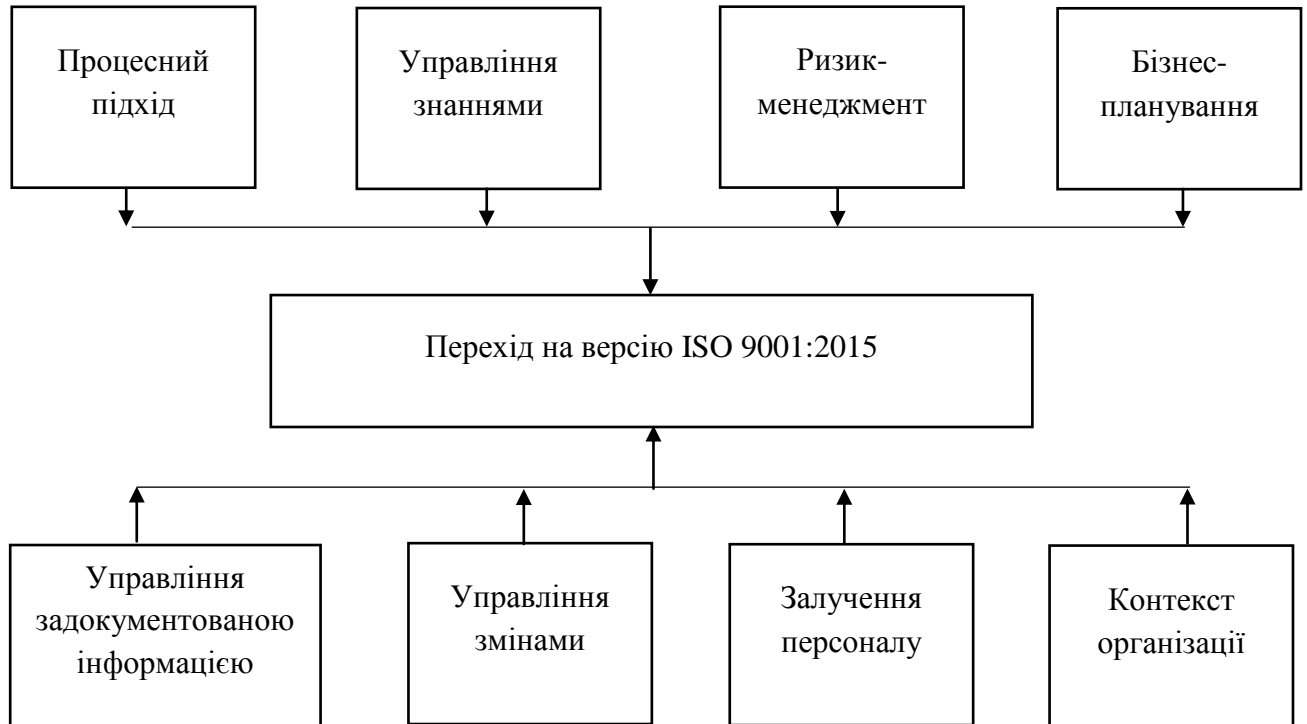 Процесний
підхід
Управління
знаннями
Ризик-
менеджмент
Бізнес-
планування
Перехід на версію ISO 9001:2015
Управління
задокументованою
інформацією
Управління
змінами
Залучення
персоналу
Контекст
організації